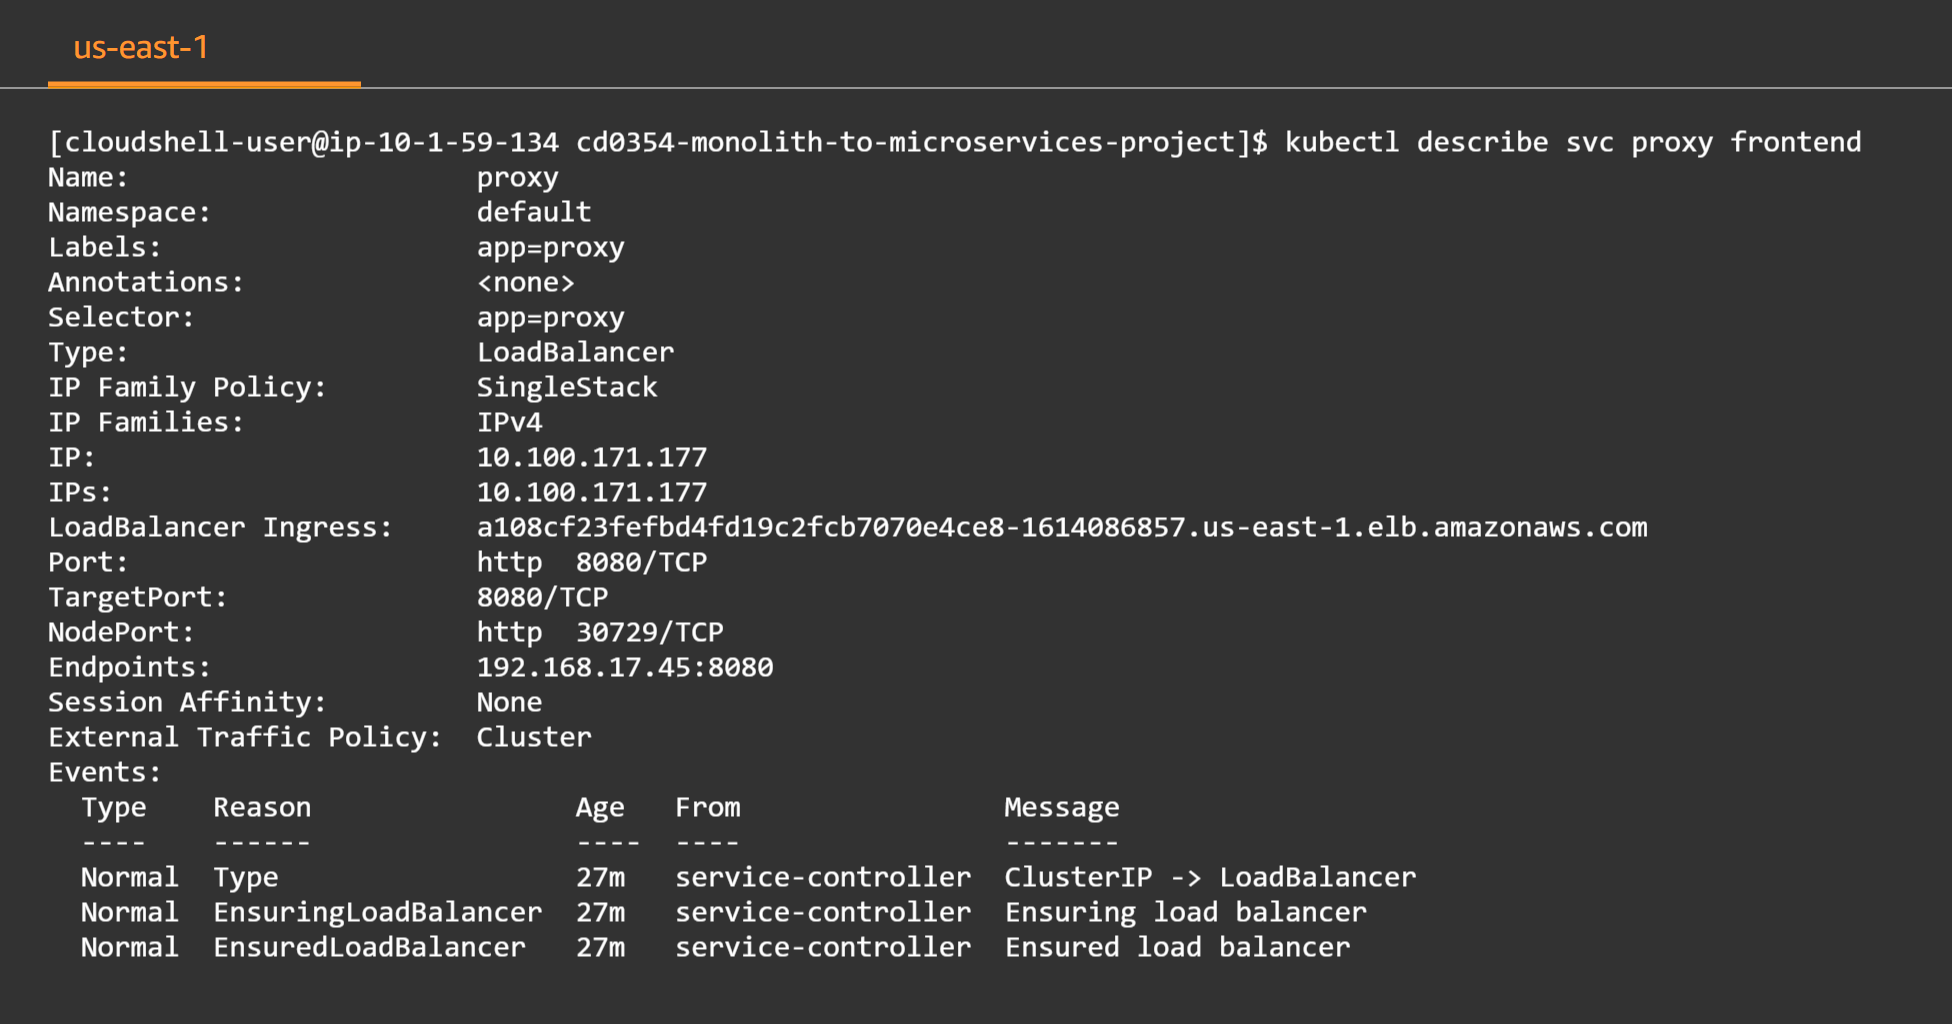 us-east-1
[cloudshell-user@ip-10-1-59-134 cd0354-monolith-to-microservices-project]$ kubectl describe svc proxy frontend
Name:                     proxy
Namespace:                default
Labels:                   app=proxy
Annotations:              <none>
Selector:                 app=proxy
Type:                     LoadBalancer
IP Family Policy:         SingleStack
IP Families:              IPv4
IP:                       10.100.171.177
IPs:                      10.100.171.177
LoadBalancer Ingress:     a108cf23fefbd4fd19c2fcb7070e4ce8-1614086857.us-east-1.elb.amazonaws.com
Port:                     http  8080/TCP
TargetPort:               8080/TCP
NodePort:                 http  30729/TCP
Endpoints:                192.168.17.45:8080
Session Affinity:         None
External Traffic Policy:  Cluster
Events:
  Type    Reason                Age   From                Message
  ----    ------                ----  ----                -------
  Normal  Type                  27m   service-controller  ClusterIP -> LoadBalancer
  Normal  EnsuringLoadBalancer  27m   service-controller  Ensuring load balancer
  Normal  EnsuredLoadBalancer   27m   service-controller  Ensured load balancer